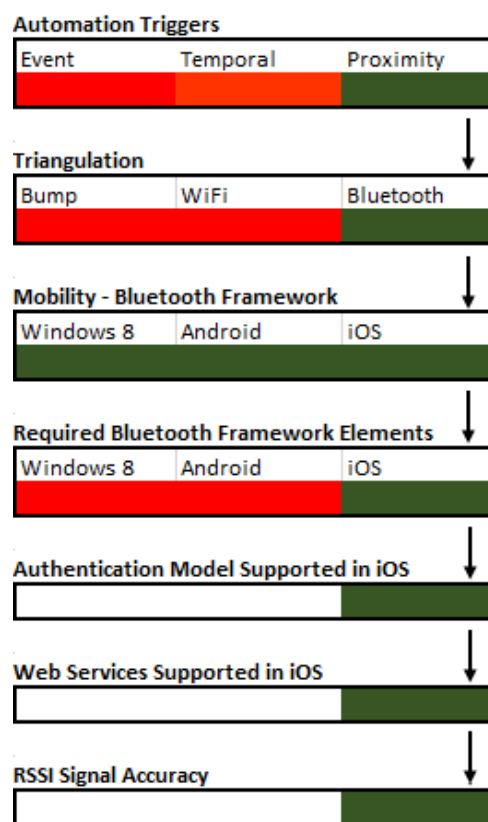 Automation Triggers
Event Temporal Proximity
Triangulation
Bump WiFi Bluetooth
Mobility - Bluetooth Framework
Windows 8 Android iOS
Required Bluetooth Framework Elements
Windows 8 Android iOS
Authentication Model Supported in iOS
Web Services Supported in iOS
RSSI Signal Accuracy